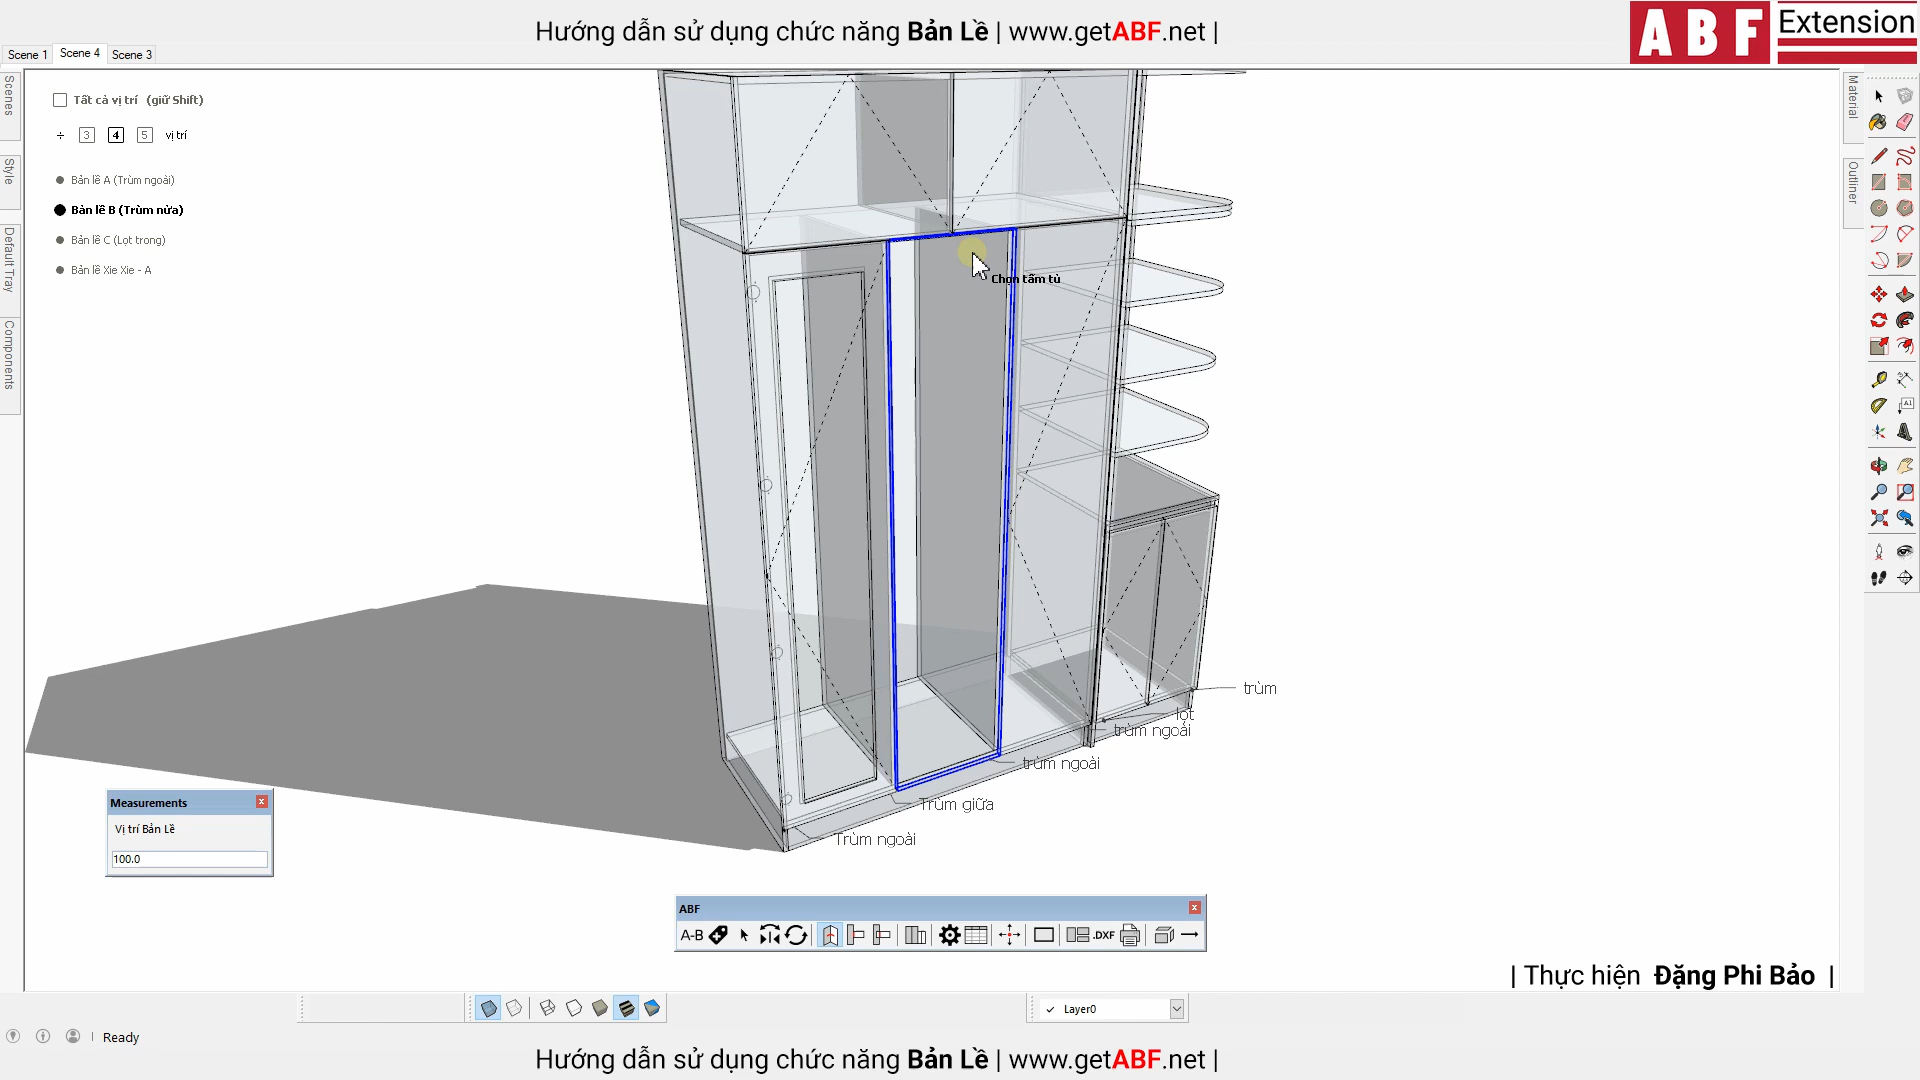 Hướng dẫn sử dụng chức năng Bản Lề | www.getABF.net |
ABF Extension
Scene 1 Scene 4 Scene 3
Scenes
Style
Default Tray
Components
Material
Outliner
Tất cả vị trí (giữ Shift)
÷ 3 4 5 vị trí
Bản lề A (Trùm ngoài)
Bản lề B (Trùm nửa)
Bản lề C (Lọt trong)
Bản lề Xie Xie - A
Chọn tấm tủ
A1
trùm
lọt
trùm ngoài
trùm ngoài
Trùm giữa
Trùm ngoài
Measurements
Vị trí Bản Lề
100.0
ABF
A-B
.DXF
| Thực hiện Đặng Phi Bảo |
Layer0
Ready
Hướng dẫn sử dụng chức năng Bản Lề | www.getABF.net |